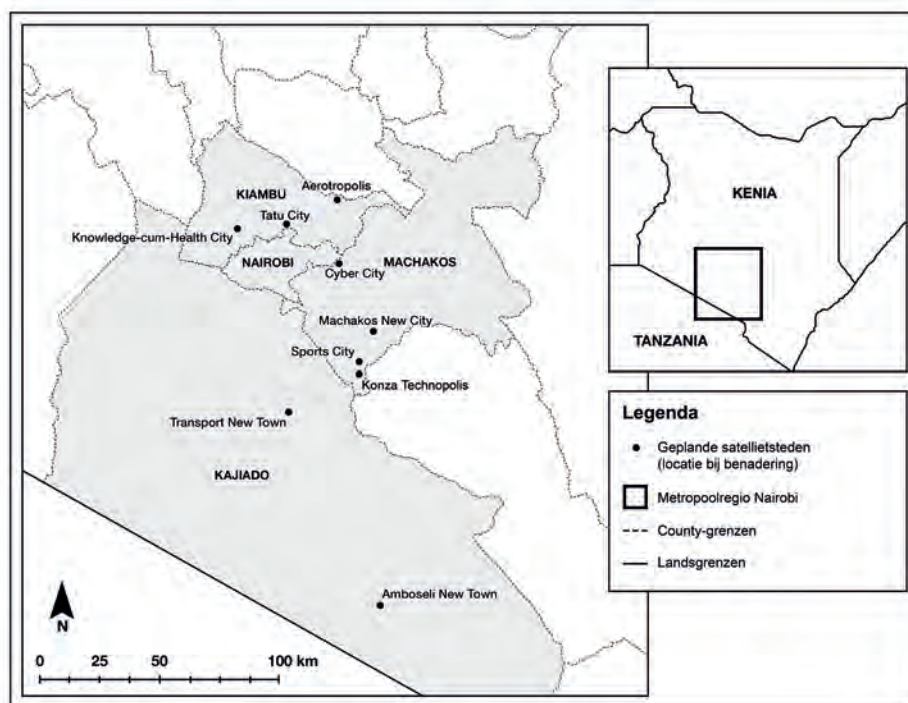 Aerotropolis
KIAMBU
Tatu City
Knowledge-cum-Health City
NAIROBI
MACHAKOS
Cyber City
Machakos New City
Sports City
Konza Technopolis
Transport New Town
KAJIADO
Amboseli New Town
N
0 25 50 100 km
KENIA
TANZANIA
Legenda
Geplande satellietsteden
(locatie bij benadering)
Metropoolregio Nairobi
County-grenzen
Landsgrenzen